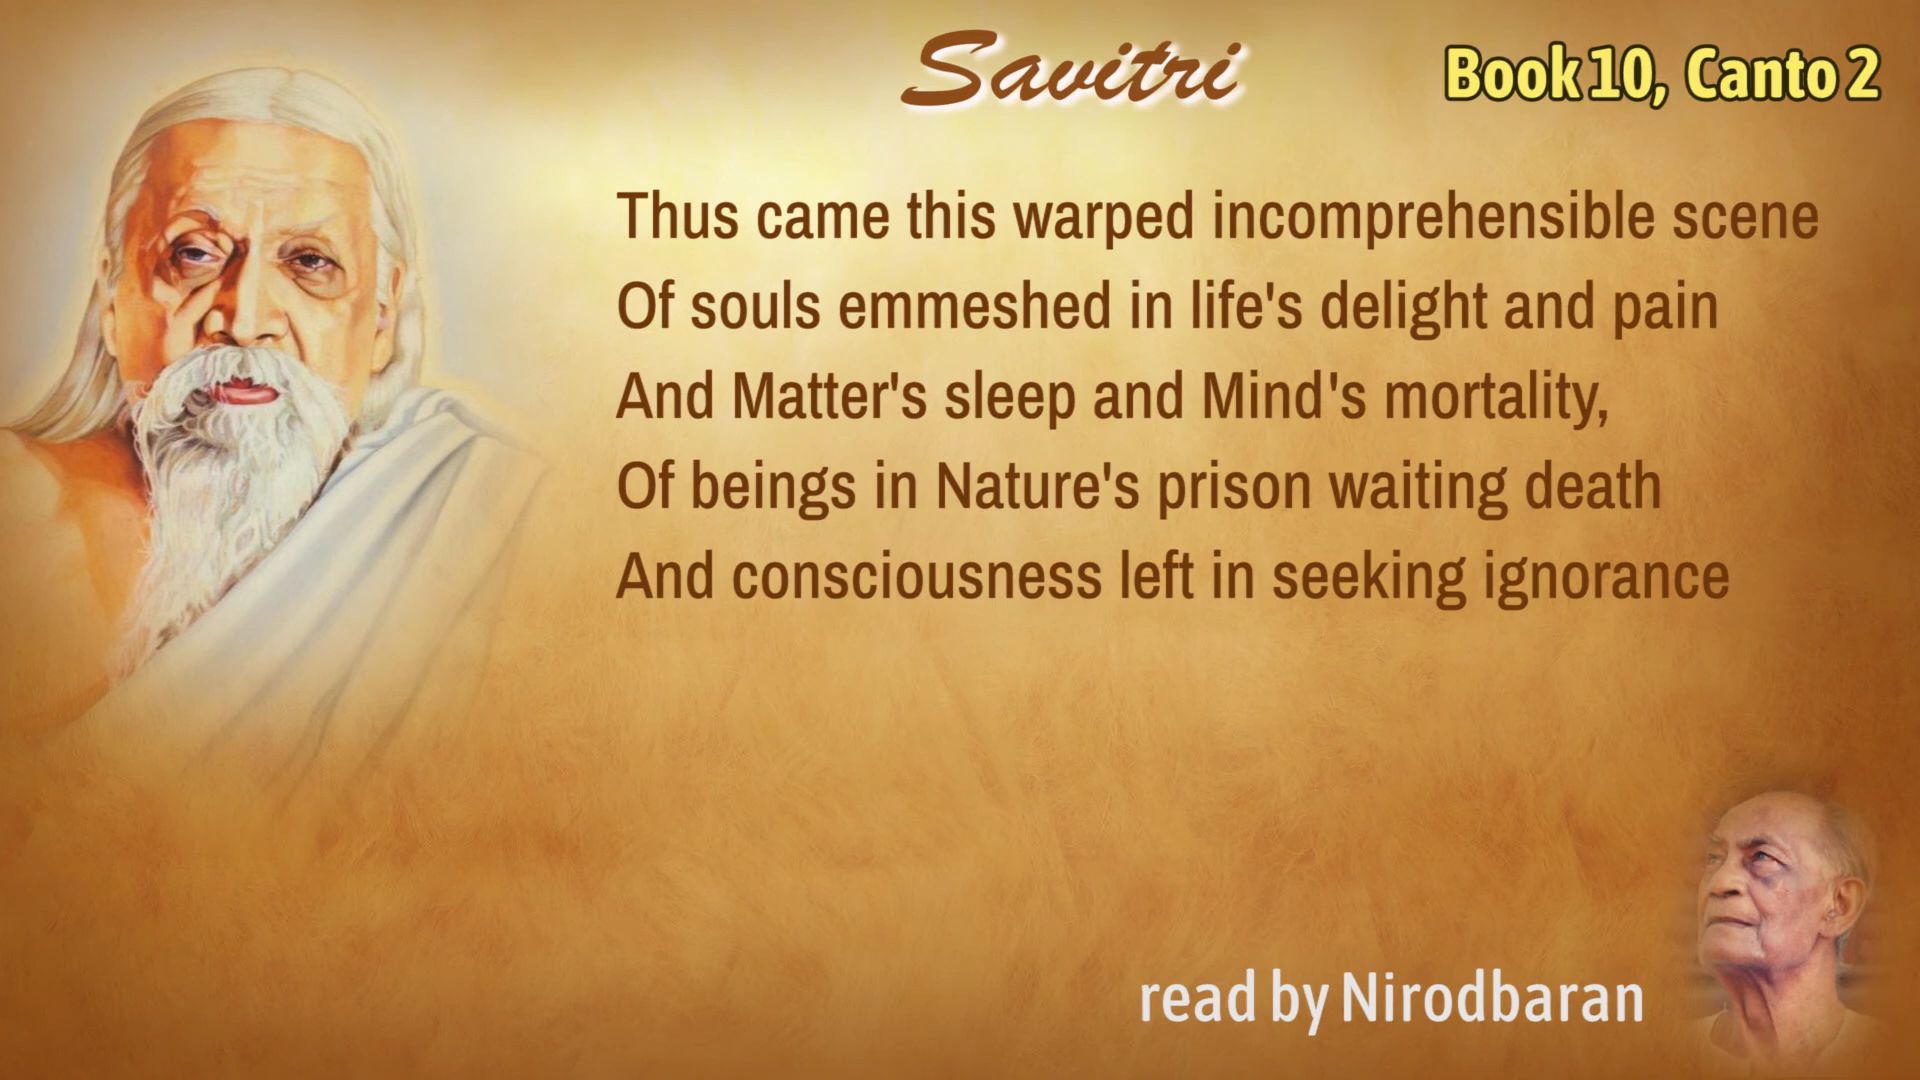 Savitri
Book 10, Canto 2
Thus came this warped incomprehensible scene
Of souls emmeshed in life's delight and pain
And Matter's sleep and Mind's mortality,
Of beings in Nature's prison waiting death
And consciousness left in seeking ignorance
read by Nirodbaran